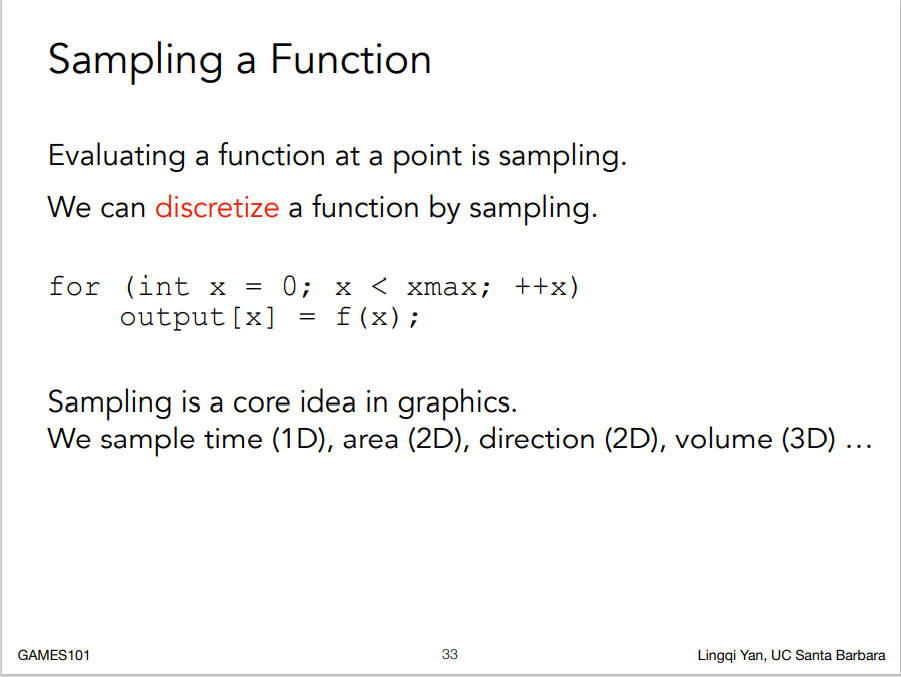 Sampling a Function
Evaluating a function at a point is sampling.
We can discretize a function by sampling.
for (int x = 0; x < xmax; ++x)
    output[x] = f(x);
Sampling is a core idea in graphics.
We sample time (1D), area (2D), direction (2D), volume (3D) …
GAMES101
33
Lingqi Yan, UC Santa Barbara